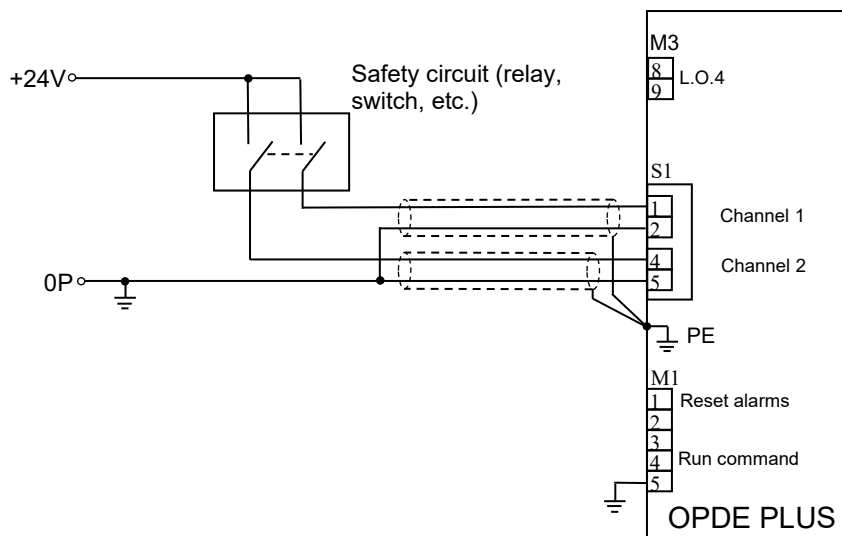 M3
+24V
Safety circuit (relay,
switch, etc.)
8
L.O.4
9
S1
1
Channel 1
2
4
Channel 2
5
0P
PE
M1
1
Reset alarms
2
3
4
Run command
5
OPDE PLUS